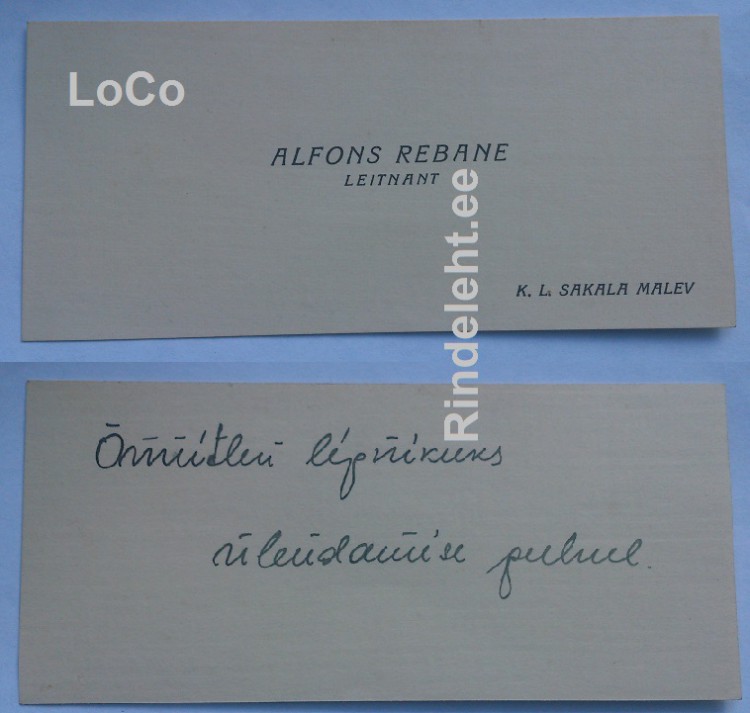 LoCo
ALFONS REBANE
LEITNANT
K. L. SAKALA MALEV
Rindeleht.ee
Õnnitlen lipnikuks
ülendamise puhul.